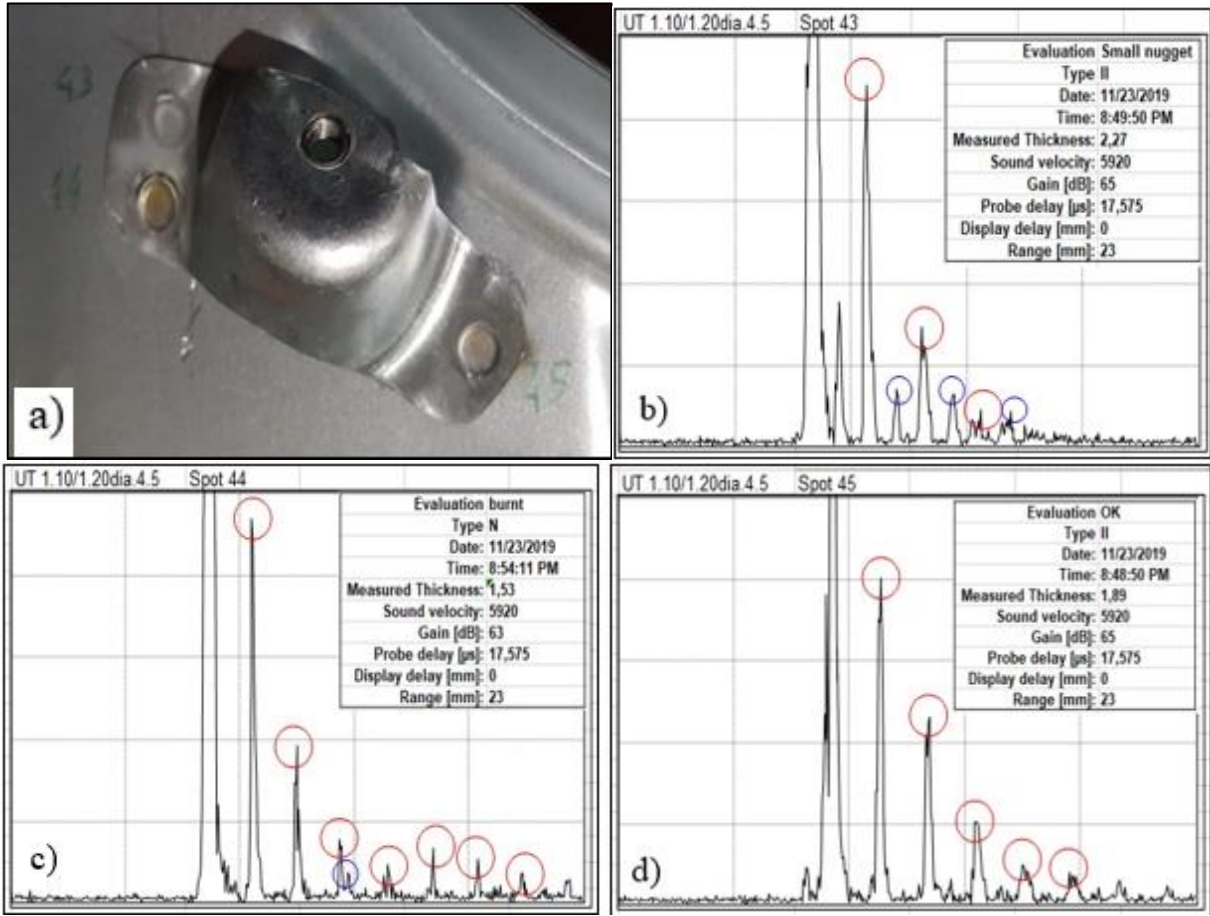 43
44
45
a)
UT 1.10/1.20dia.4.5 Spot 43
Evaluation Small nugget
Type II
Date: 11/23/2019
Time: 8:49:50 PM
Measured Thickness: 2,27
Sound velocity: 5920
Gain [dB]: 65
Probe delay [µs]: 17,575
Display delay [mm]: 0
Range [mm]: 23
b)
UT 1.10/1.20dia.4.5 Spot 44
Evaluation burnt
Type N
Date: 11/23/2019
Time: 8:54:11 PM
Measured Thickness: 1,53
Sound velocity: 5920
Gain [dB]: 63
Probe delay [µs]: 17,575
Display delay [mm]: 0
Range [mm]: 23
c)
UT 1.10/1.20dia.4.5 Spot 45
Evaluation OK
Type II
Date: 11/23/2019
Time: 8:48:50 PM
Measured Thickness: 1,89
Sound velocity: 5920
Gain [dB]: 65
Probe delay [µs]: 17,575
Display delay [mm]: 0
Range [mm]: 23
d)